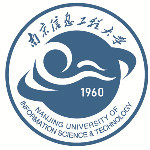 南京信息工程大学
1960
NANJING UNIVERSITY OF
INFORMATION SCIENCE & TECHNOLOGY